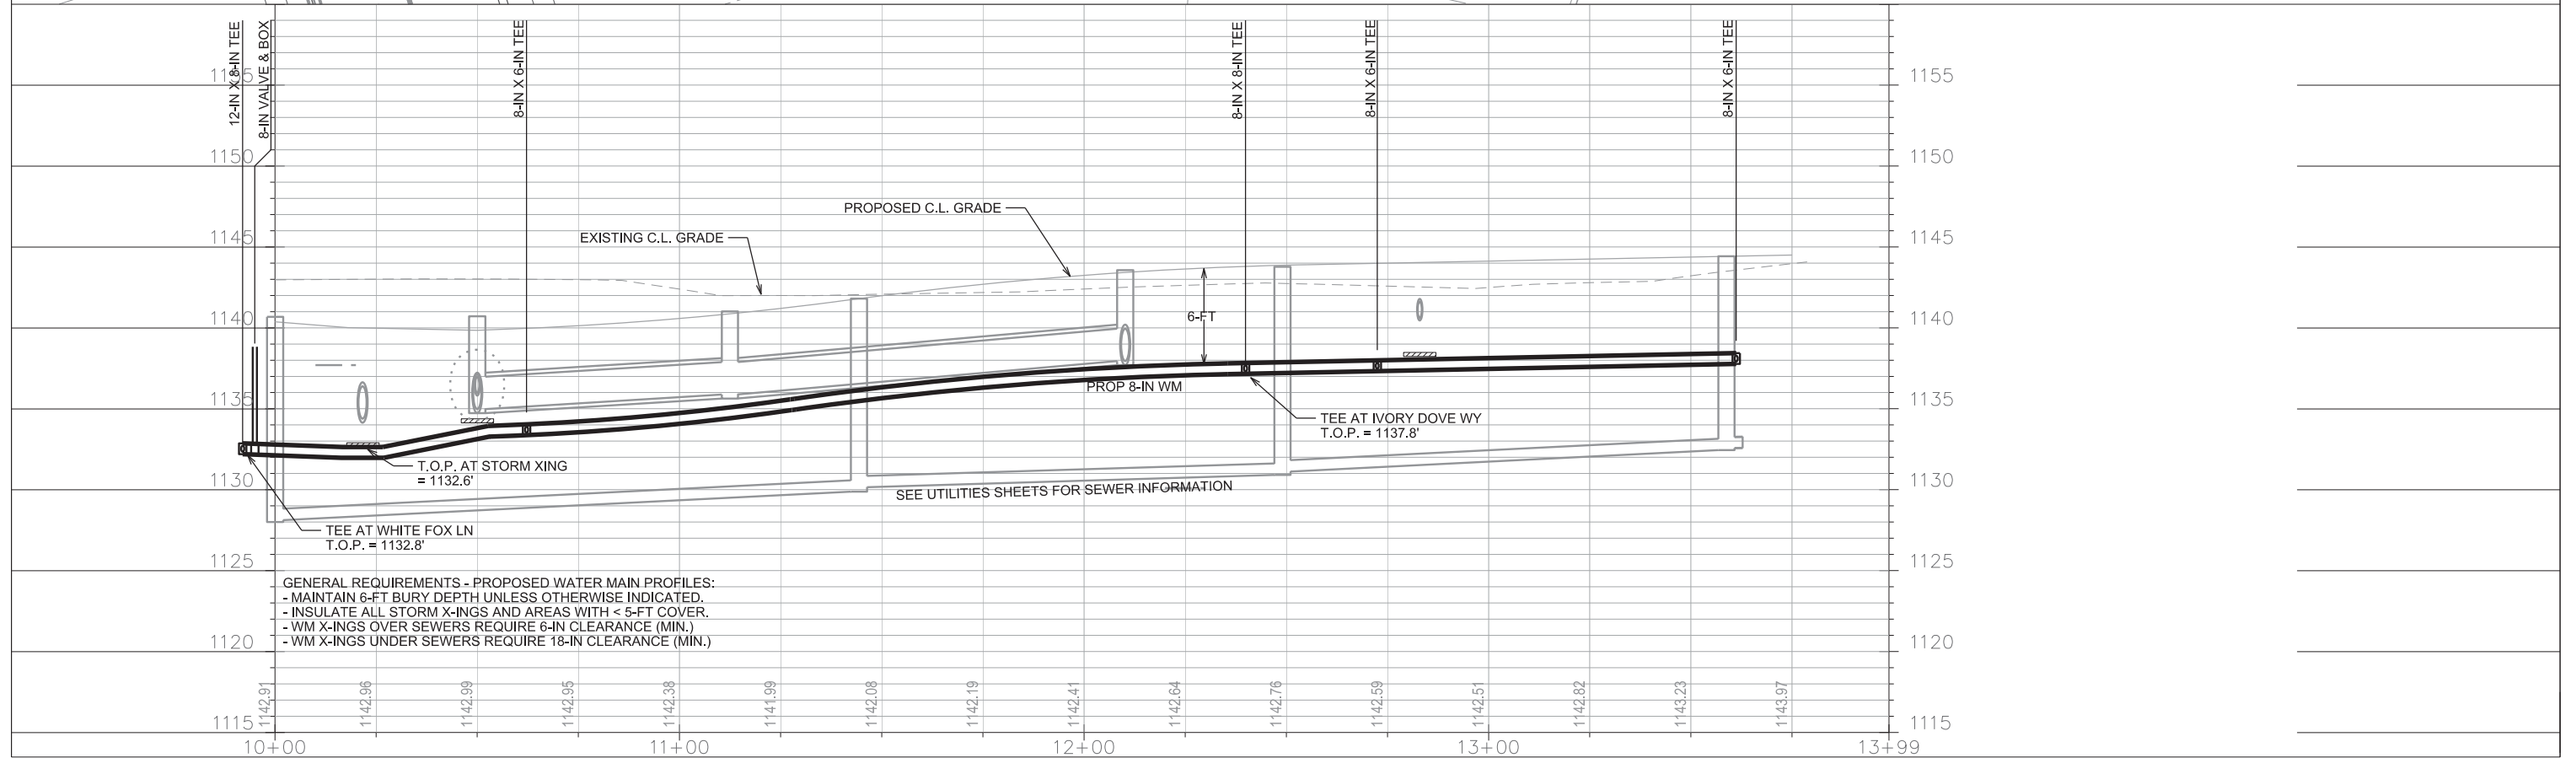 12-IN X 8-IN TEE
8-IN VALVE & BOX
8-IN X 6-IN TEE
8-IN X 8-IN TEE
8-IN X 6-IN TEE
8-IN X 6-IN TEE
1155
1155
1150
1150
PROPOSED C.L. GRADE
EXISTING C.L. GRADE
1145
1145
6-FT
1140
1140
PROP 8-IN WM
1135
1135
TEE AT IVORY DOVE WY
T.O.P. = 1137.8'
T.O.P. AT STORM XING
= 1132.6'
1130
1130
SEE UTILITIES SHEETS FOR SEWER INFORMATION
TEE AT WHITE FOX LN
T.O.P. = 1132.8'
1125
1125
GENERAL REQUIREMENTS - PROPOSED WATER MAIN PROFILES:
- MAINTAIN 6-FT BURY DEPTH UNLESS OTHERWISE INDICATED.
- INSULATE ALL STORM X-INGS AND AREAS WITH < 5-FT COVER.
- WM X-INGS OVER SEWERS REQUIRE 6-IN CLEARANCE (MIN.)
- WM X-INGS UNDER SEWERS REQUIRE 18-IN CLEARANCE (MIN.)
1120
1120
1142.91
1142.96
1142.99
1142.95
1142.38
1141.99
1142.08
1142.19
1142.41
1142.64
1142.76
1142.59
1142.51
1142.82
1143.23
1143.97
1115
1115
10+00
11+00
12+00
13+00
13+99